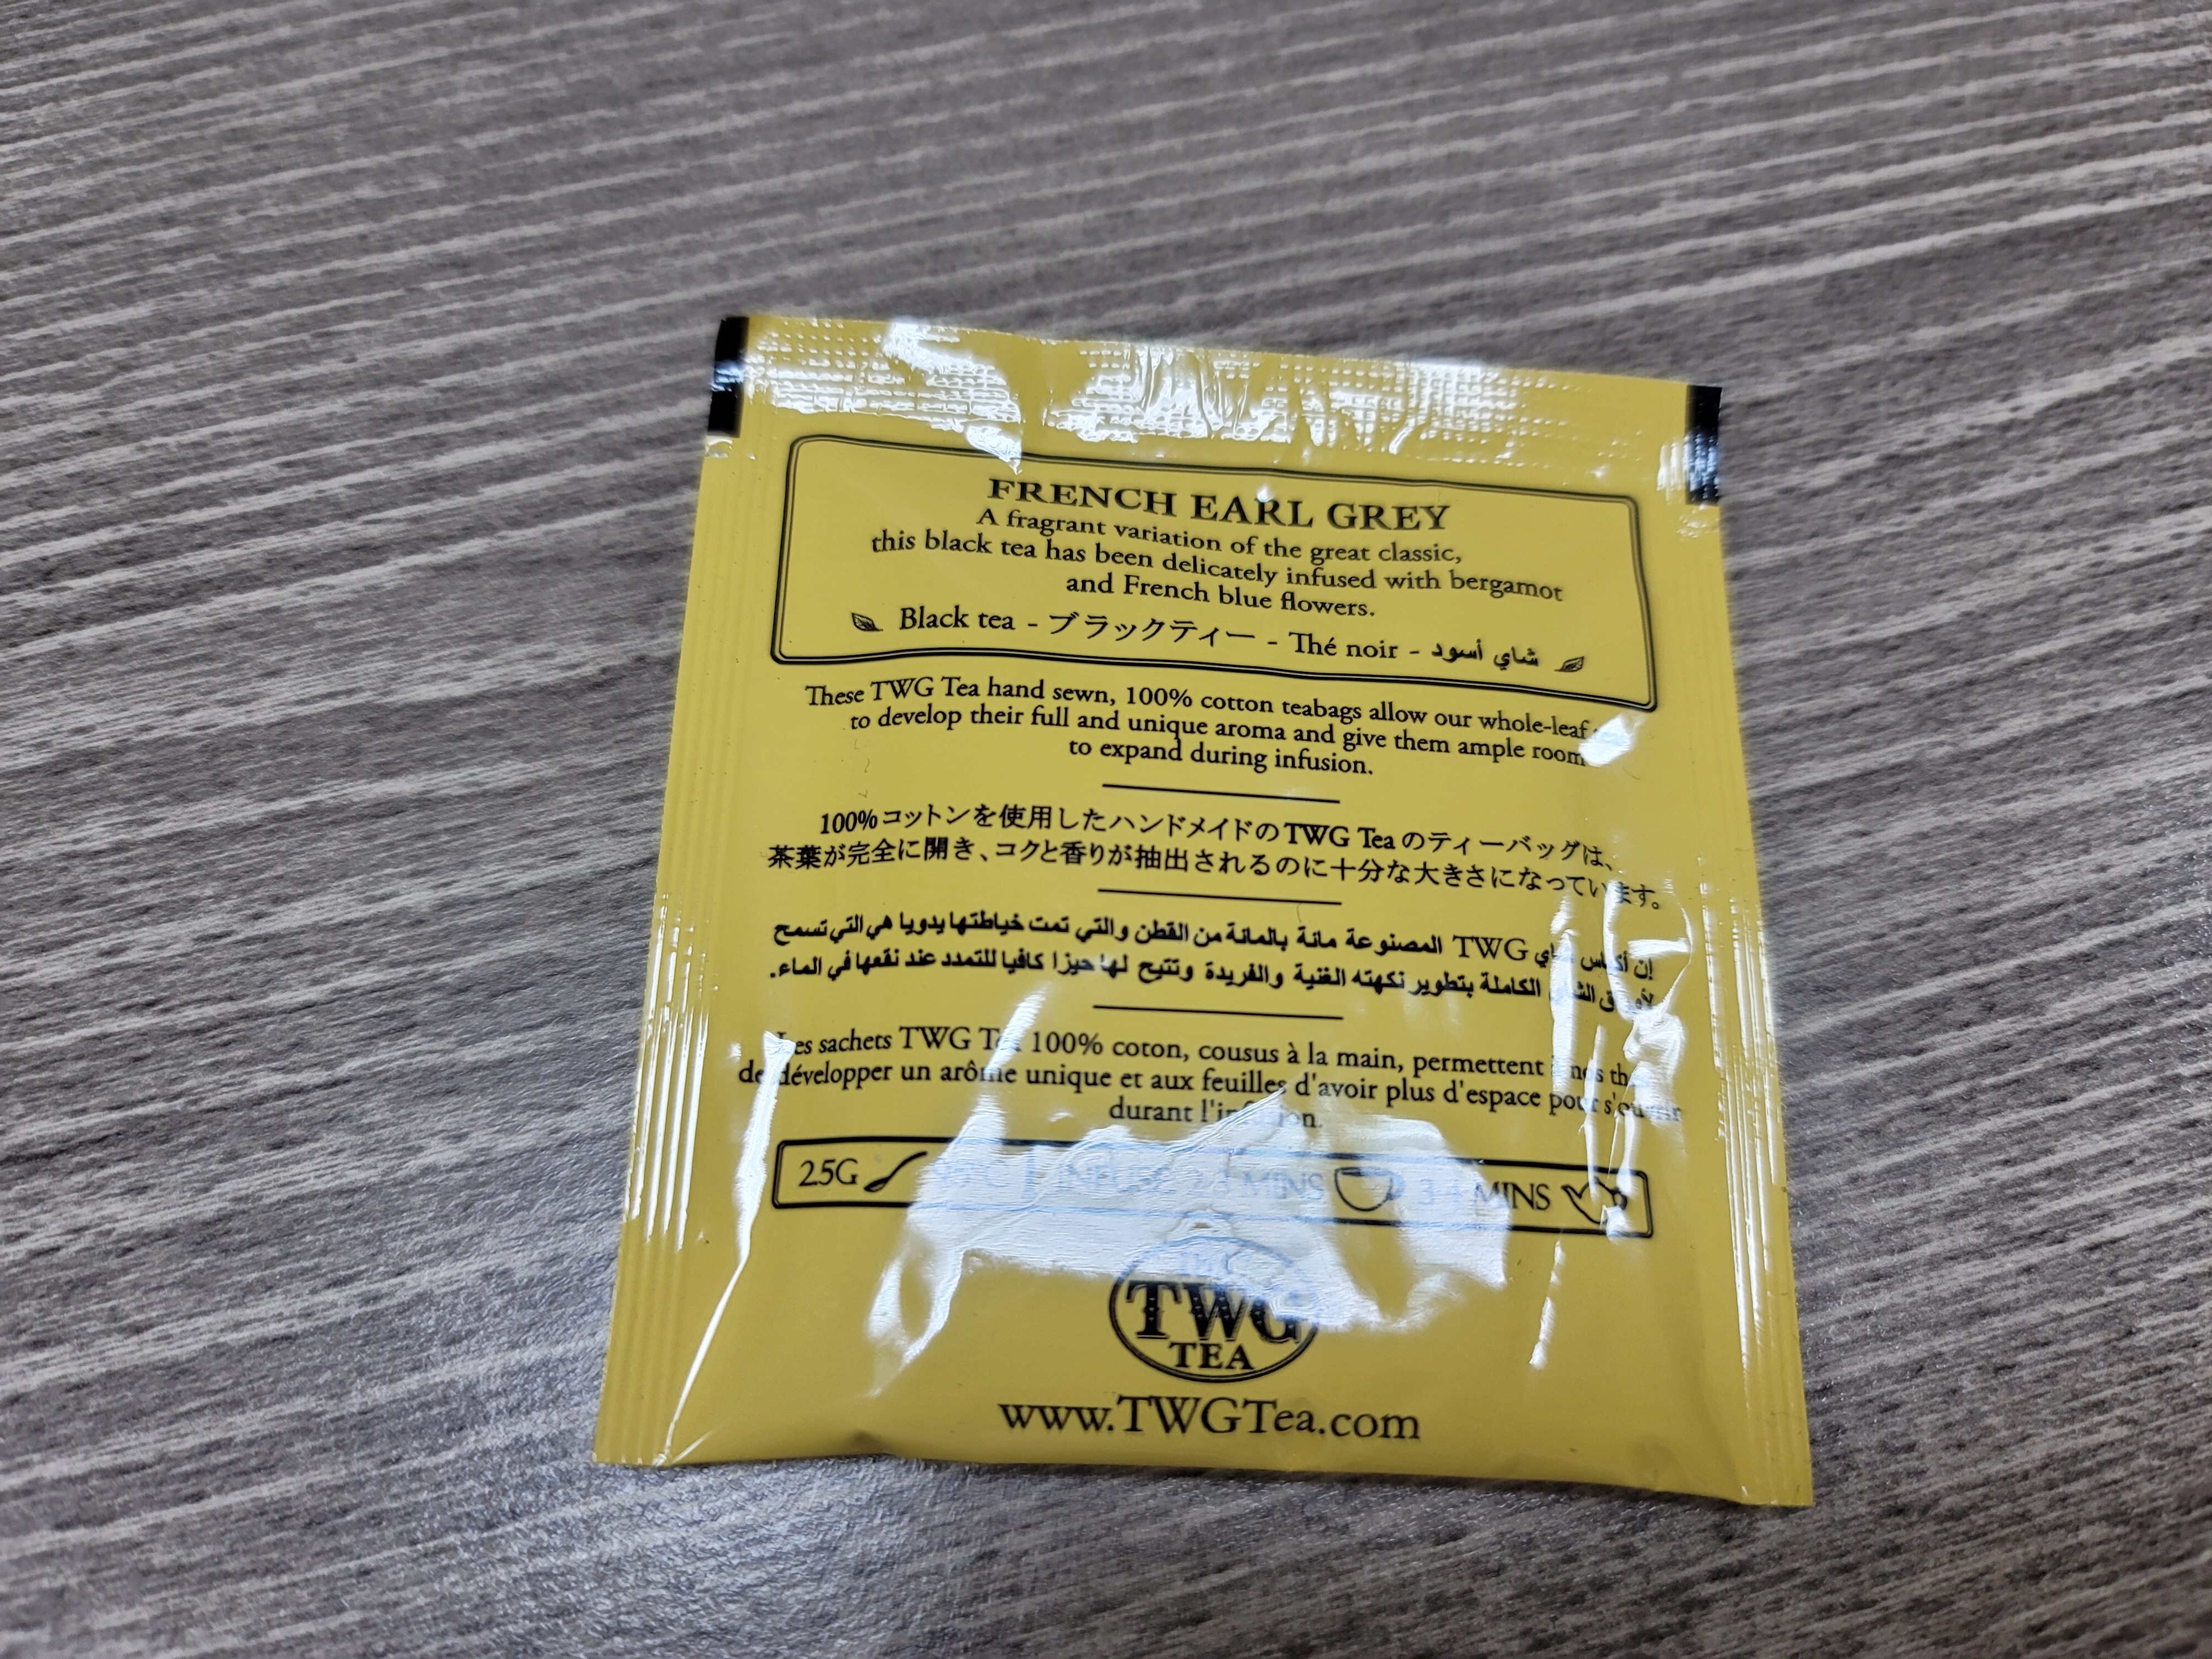 FRENCH EARL GREY
A fragrant variation of the great classic,
this black tea has been delicately infused with bergamot
and French blue flowers.
Black tea - ブラックティー - Thé noir - شاي أسود
These TWG Tea hand sewn, 100% cotton teabags allow our whole-leaf
to develop their full and unique aroma and give them ample room
to expand during infusion.
100%コットンを使用したハンドメイドのTWG Teaのティーバッグは、
茶葉が完全に開き、コクと香りが抽出されるのに十分な大きさになっています。
إن TWG المصنوعة مائة بالمائة من القطن والتي تمت خياطتها يدويا هي التي تسمح
الكاملة بتطوير نكهته الغنية والفريدة وتتيح لها حيزا كافيا للتمدد عند نقعها في الماء.
Les sachets TWG Tea 100% coton, cousus à la main, permettent
de développer un arôme unique et aux feuilles d'avoir plus d'espace pour s'ouvrir
durant l'infusion.
2.5G INFUSE MINS MINS
TWG
TEA
www.TWGTea.com